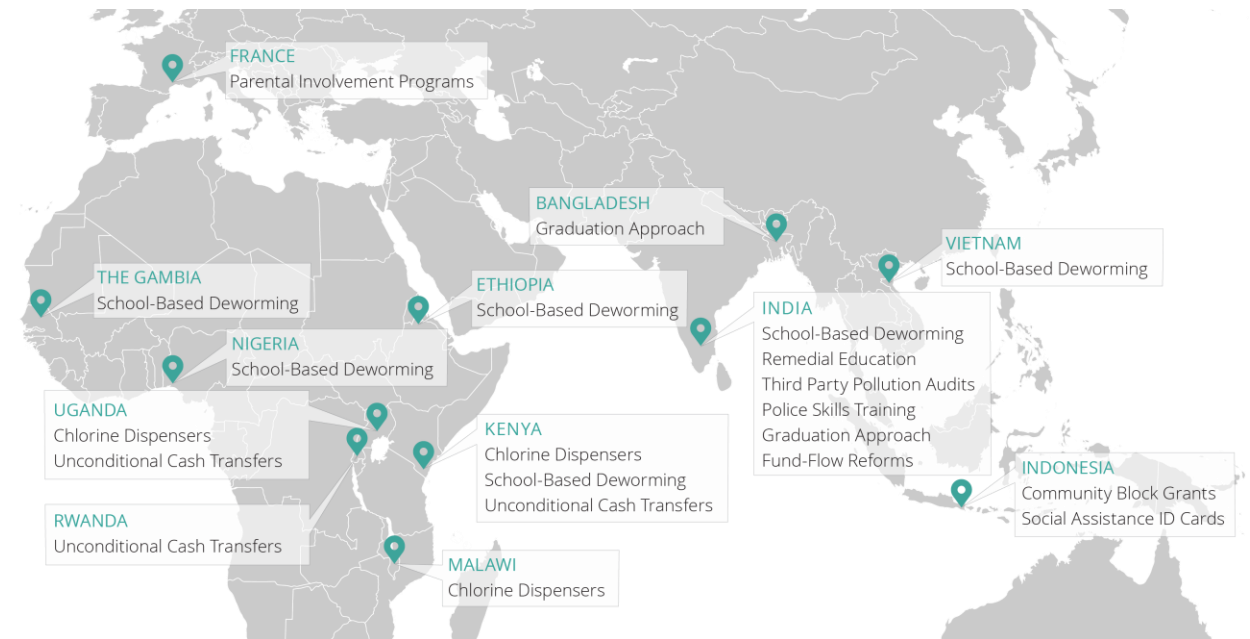 FRANCE
Parental Involvement Programs
BANGLADESH
Graduation Approach
VIETNAM
School-Based Deworming
THE GAMBIA
School-Based Deworming
ETHIOPIA
School-Based Deworming
INDIA
School-Based Deworming
Remedial Education
Third Party Pollution Audits
Police Skills Training
Graduation Approach
Fund-Flow Reforms
NIGERIA
School-Based Deworming
UGANDA
Chlorine Dispensers
Unconditional Cash Transfers
KENYA
Chlorine Dispensers
School-Based Deworming
Unconditional Cash Transfers
INDONESIA
Community Block Grants
Social Assistance ID Cards
RWANDA
Unconditional Cash Transfers
MALAWI
Chlorine Dispensers